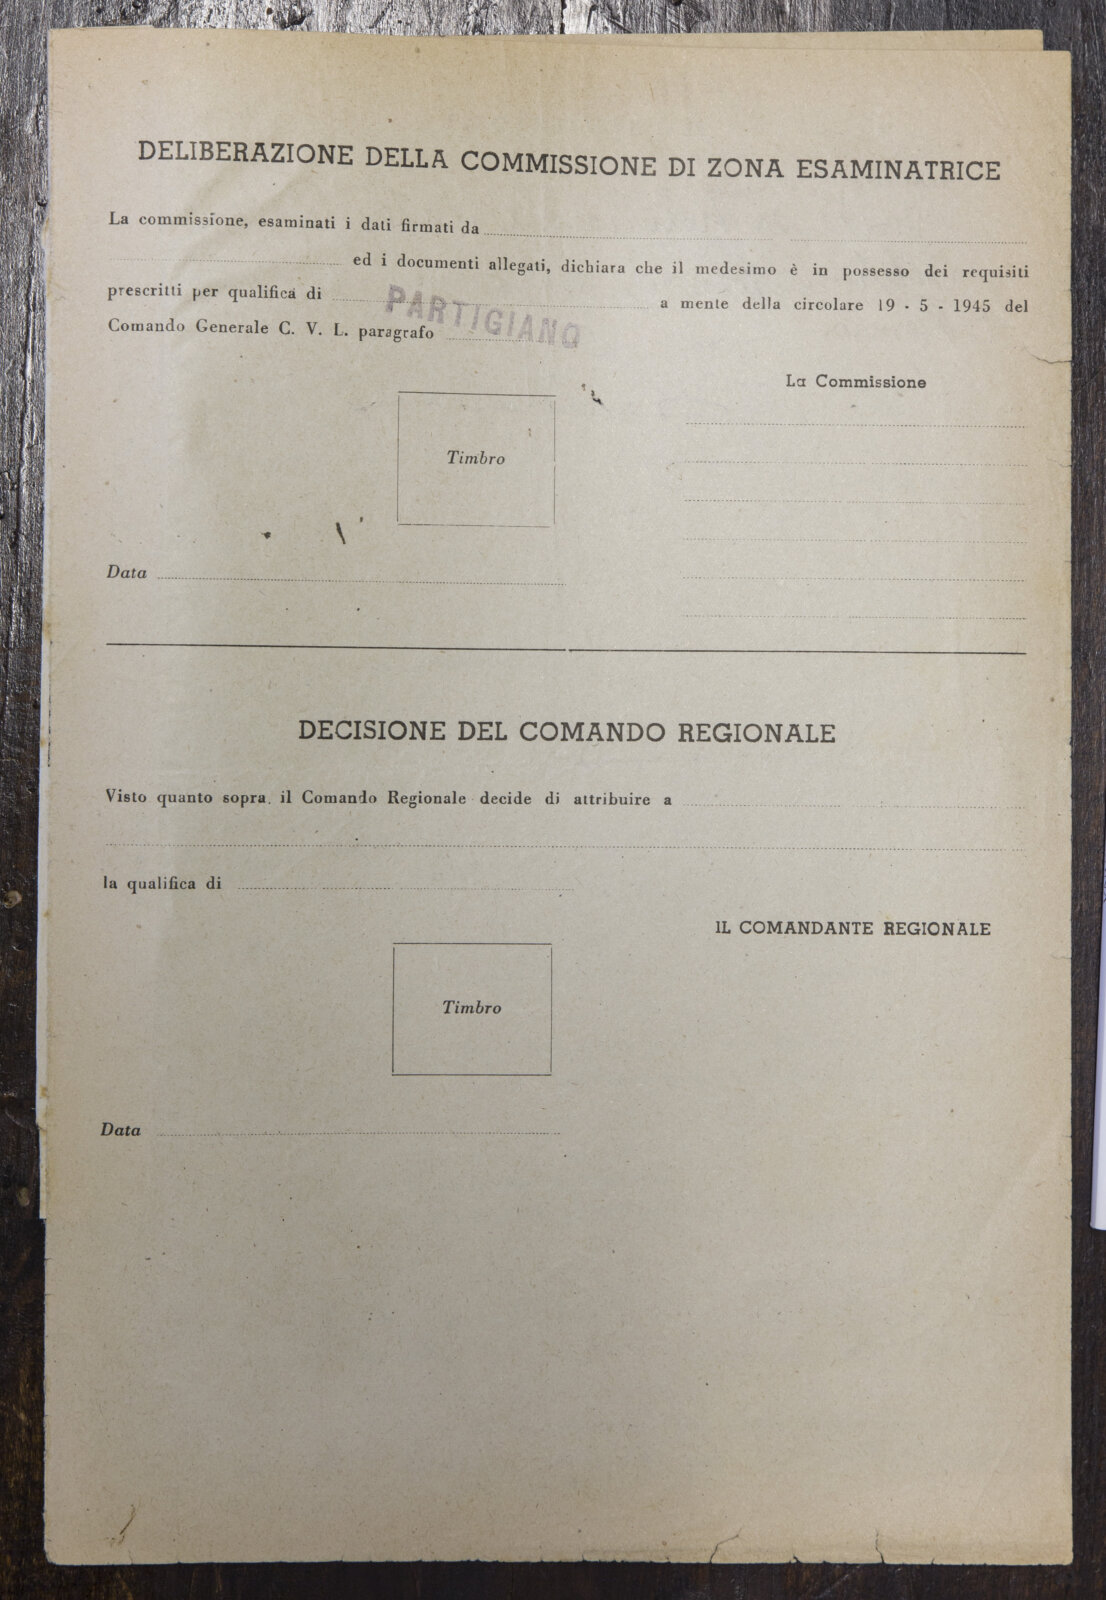 DELIBERAZIONE DELLA COMMISSIONE DI ZONA ESAMINATRICE
La commissione, esaminati i dati firmati da
ed i documenti allegati, dichiara che il medesimo è in possesso dei requisiti
prescritti per qualifica di PARTIGIANO a mente della circolare 19 - 5 - 1945 del
Comando Generale C. V. L. paragrafo
La Commissione
Timbro
Data
DECISIONE DEL COMANDO REGIONALE
Visto quanto sopra. il Comando Regionale decide di attribuire a
la qualifica di
IL COMANDANTE REGIONALE
Timbro
Data